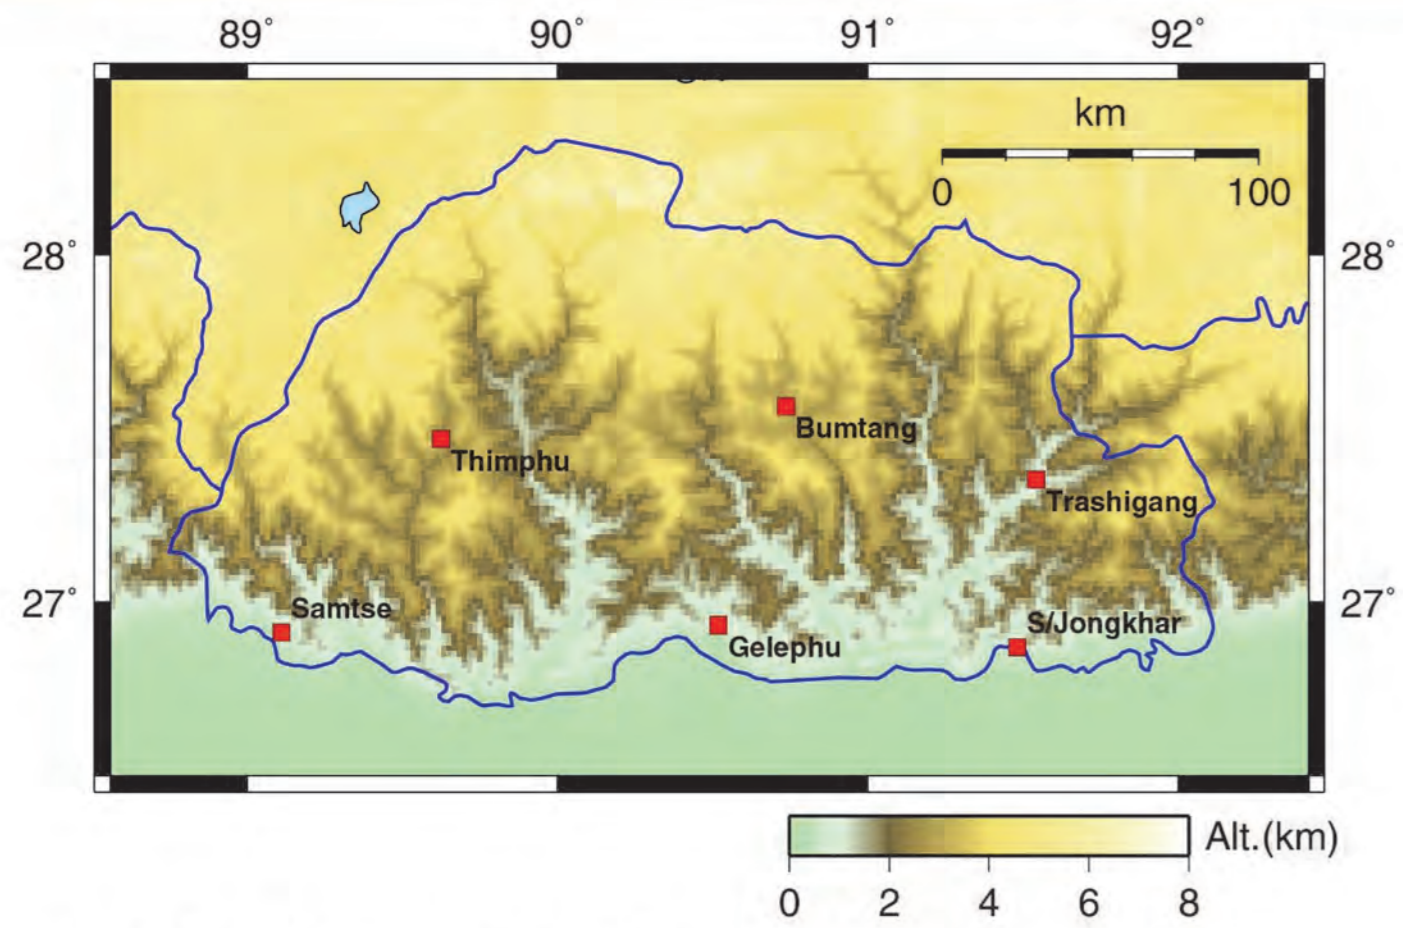 89° 90° 91° 92°
km
0 100
28° 28°
Bumtang
Thimphu
Trashigang
27° 27°
Samtse
S/Jongkhar
Gelephu
Alt.(km)
0 2 4 6 8